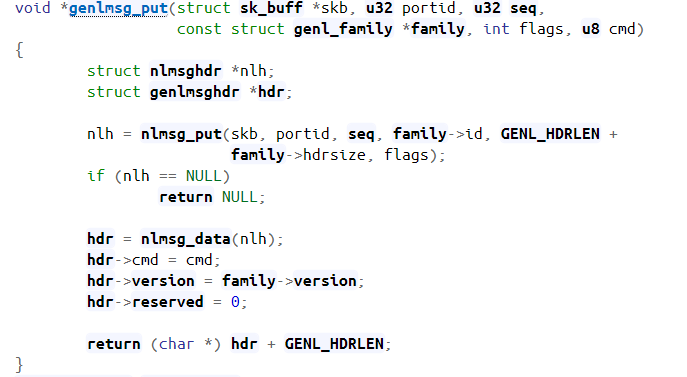 void *genlmsg_put(struct sk_buff *skb, u32 portid, u32 seq,
                  const struct genl_family *family, int flags, u8 cmd)
{
        struct nlmsghdr *nlh;
        struct genlmsghdr *hdr;

        nlh = nlmsg_put(skb, portid, seq, family->id, GENL_HDRLEN +
                        family->hdrsize, flags);
        if (nlh == NULL)
                return NULL;

        hdr = nlmsg_data(nlh);
        hdr->cmd = cmd;
        hdr->version = family->version;
        hdr->reserved = 0;

        return (char *) hdr + GENL_HDRLEN;
}